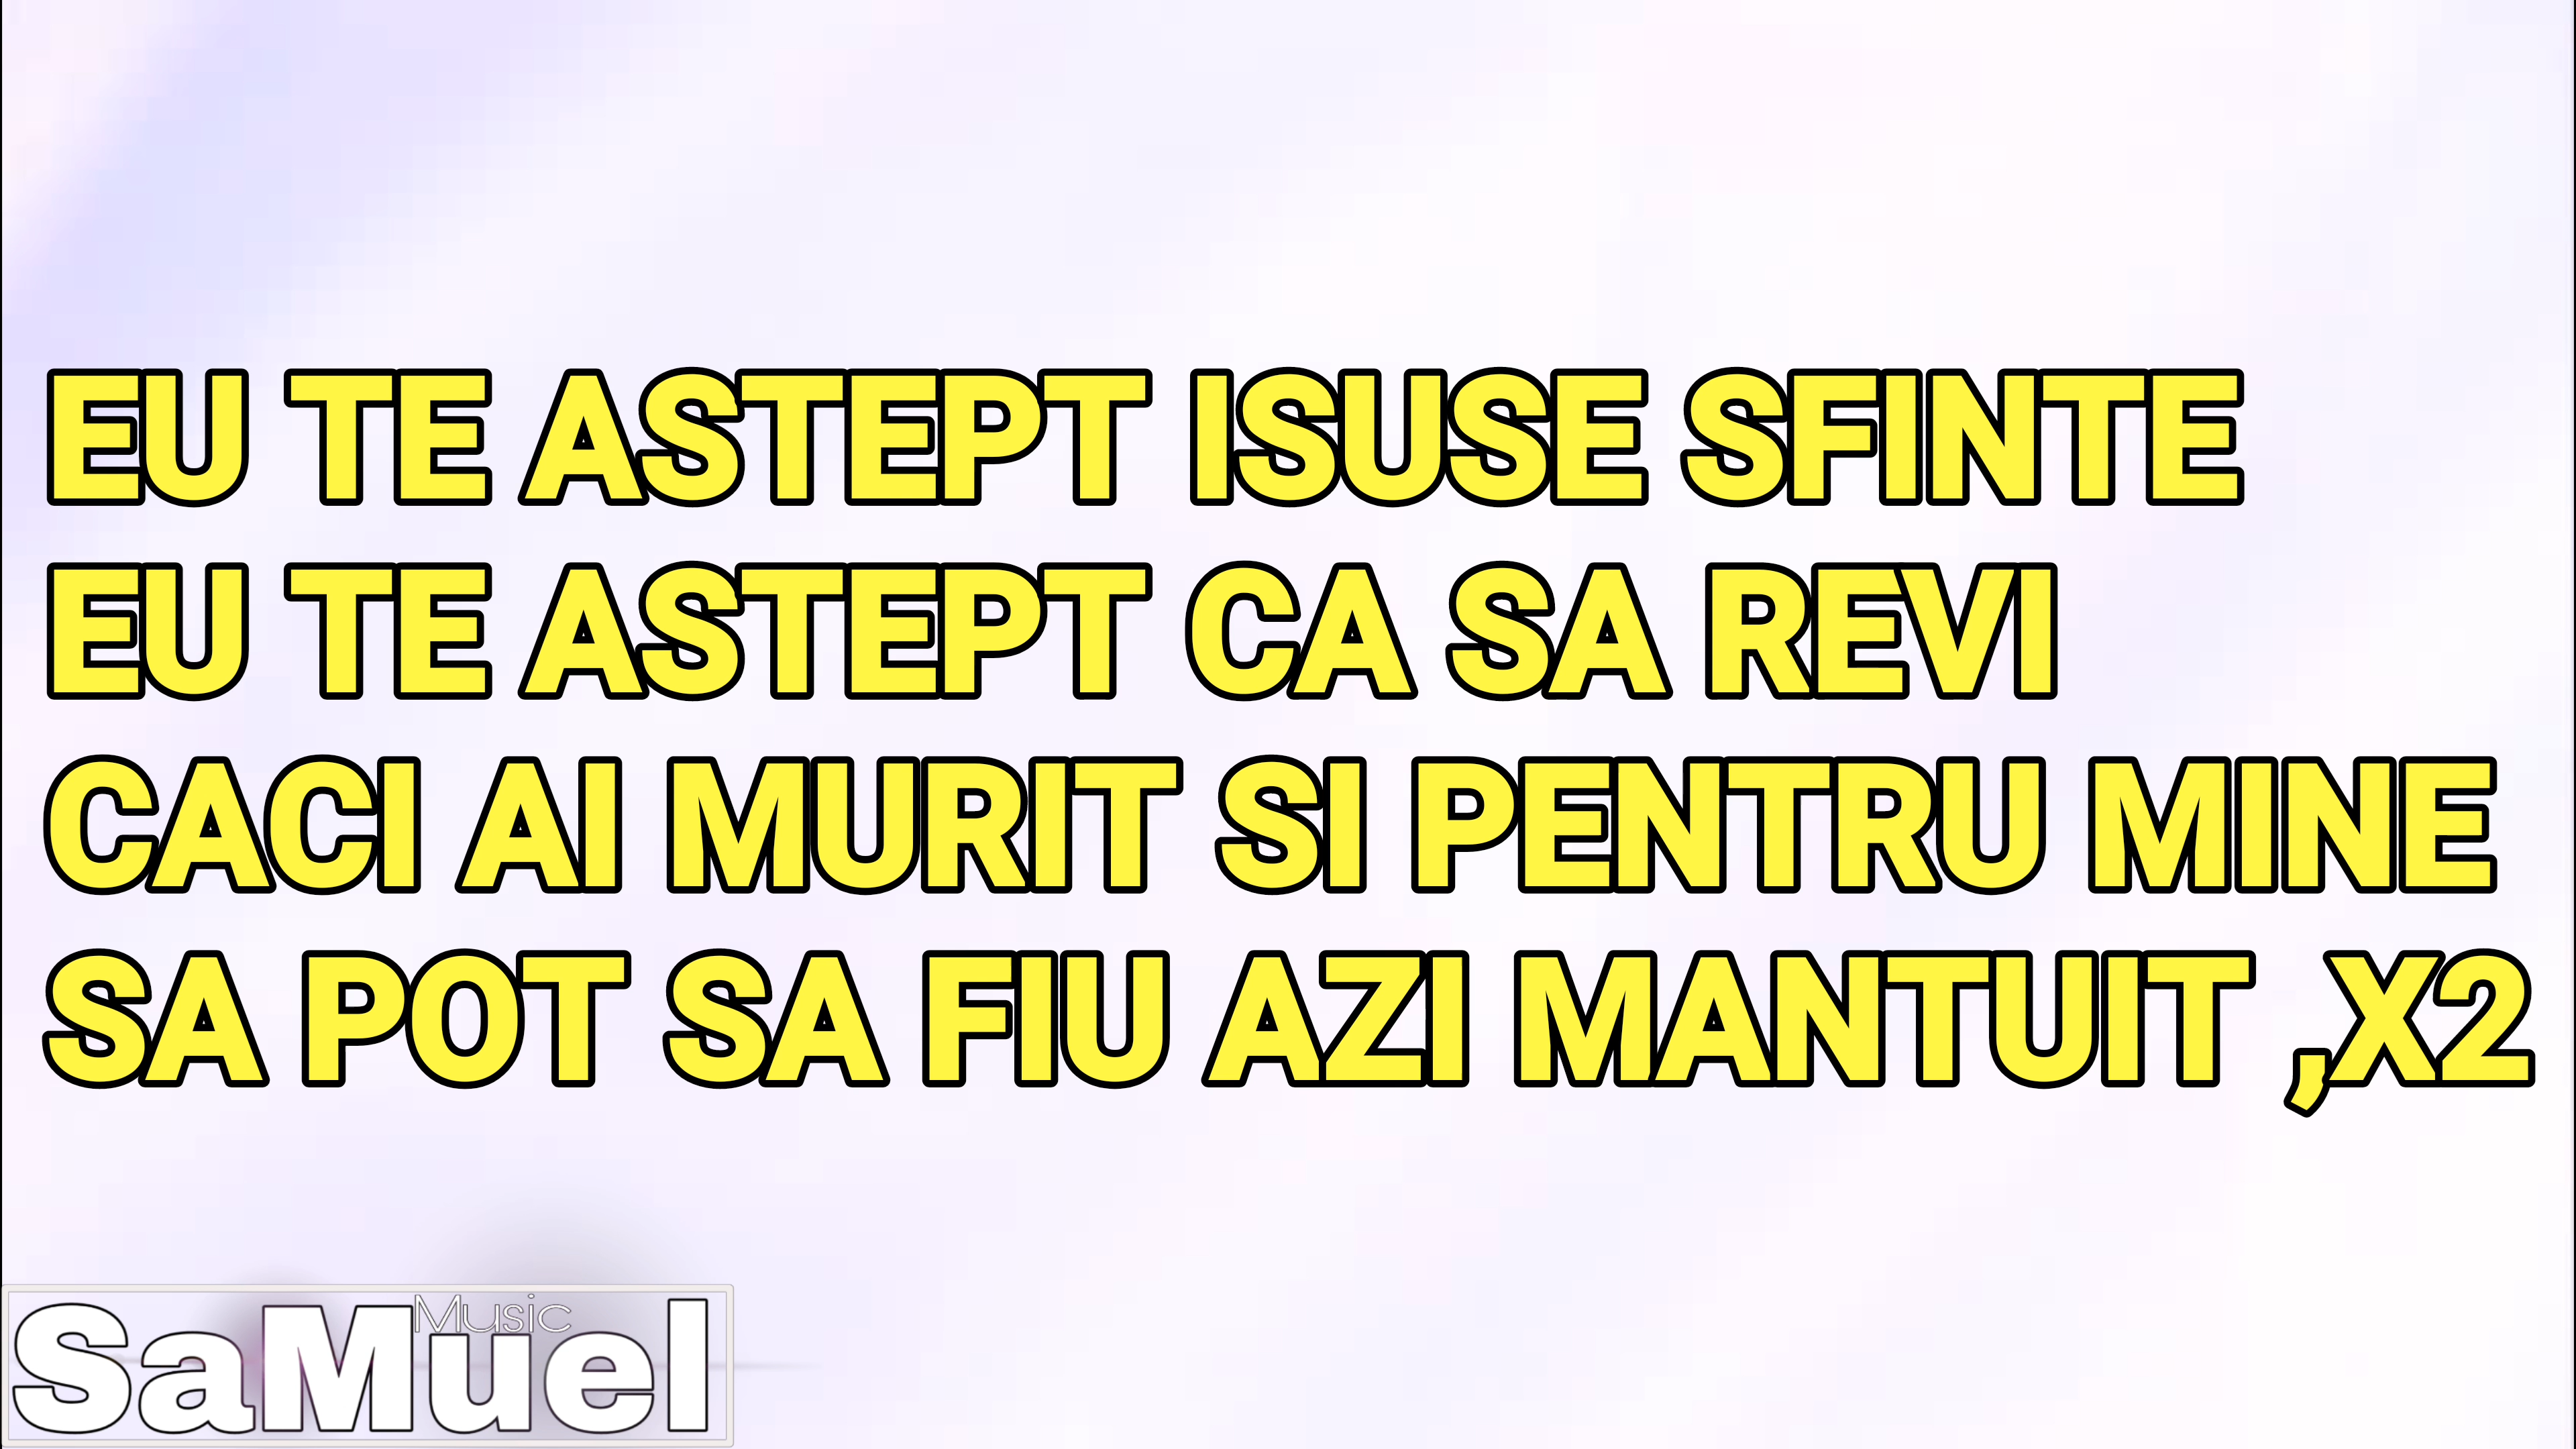 EU TE ASTEPT ISUSE SFINTE
EU TE ASTEPT CA SA REVI
CACI AI MURIT SI PENTRU MINE
SA POT SA FIU AZI MANTUIT ,X2
Music
SaMuel